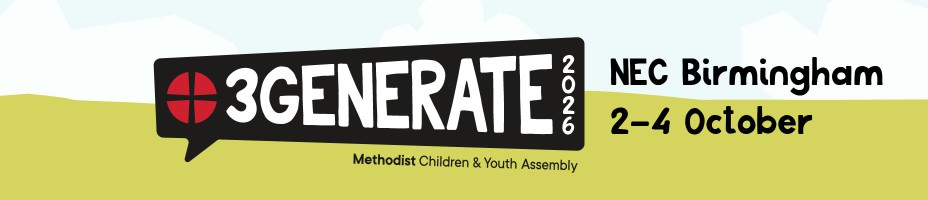 3GENERATE 2026
Methodist Children & Youth Assembly
NEC Birmingham
2–4 October